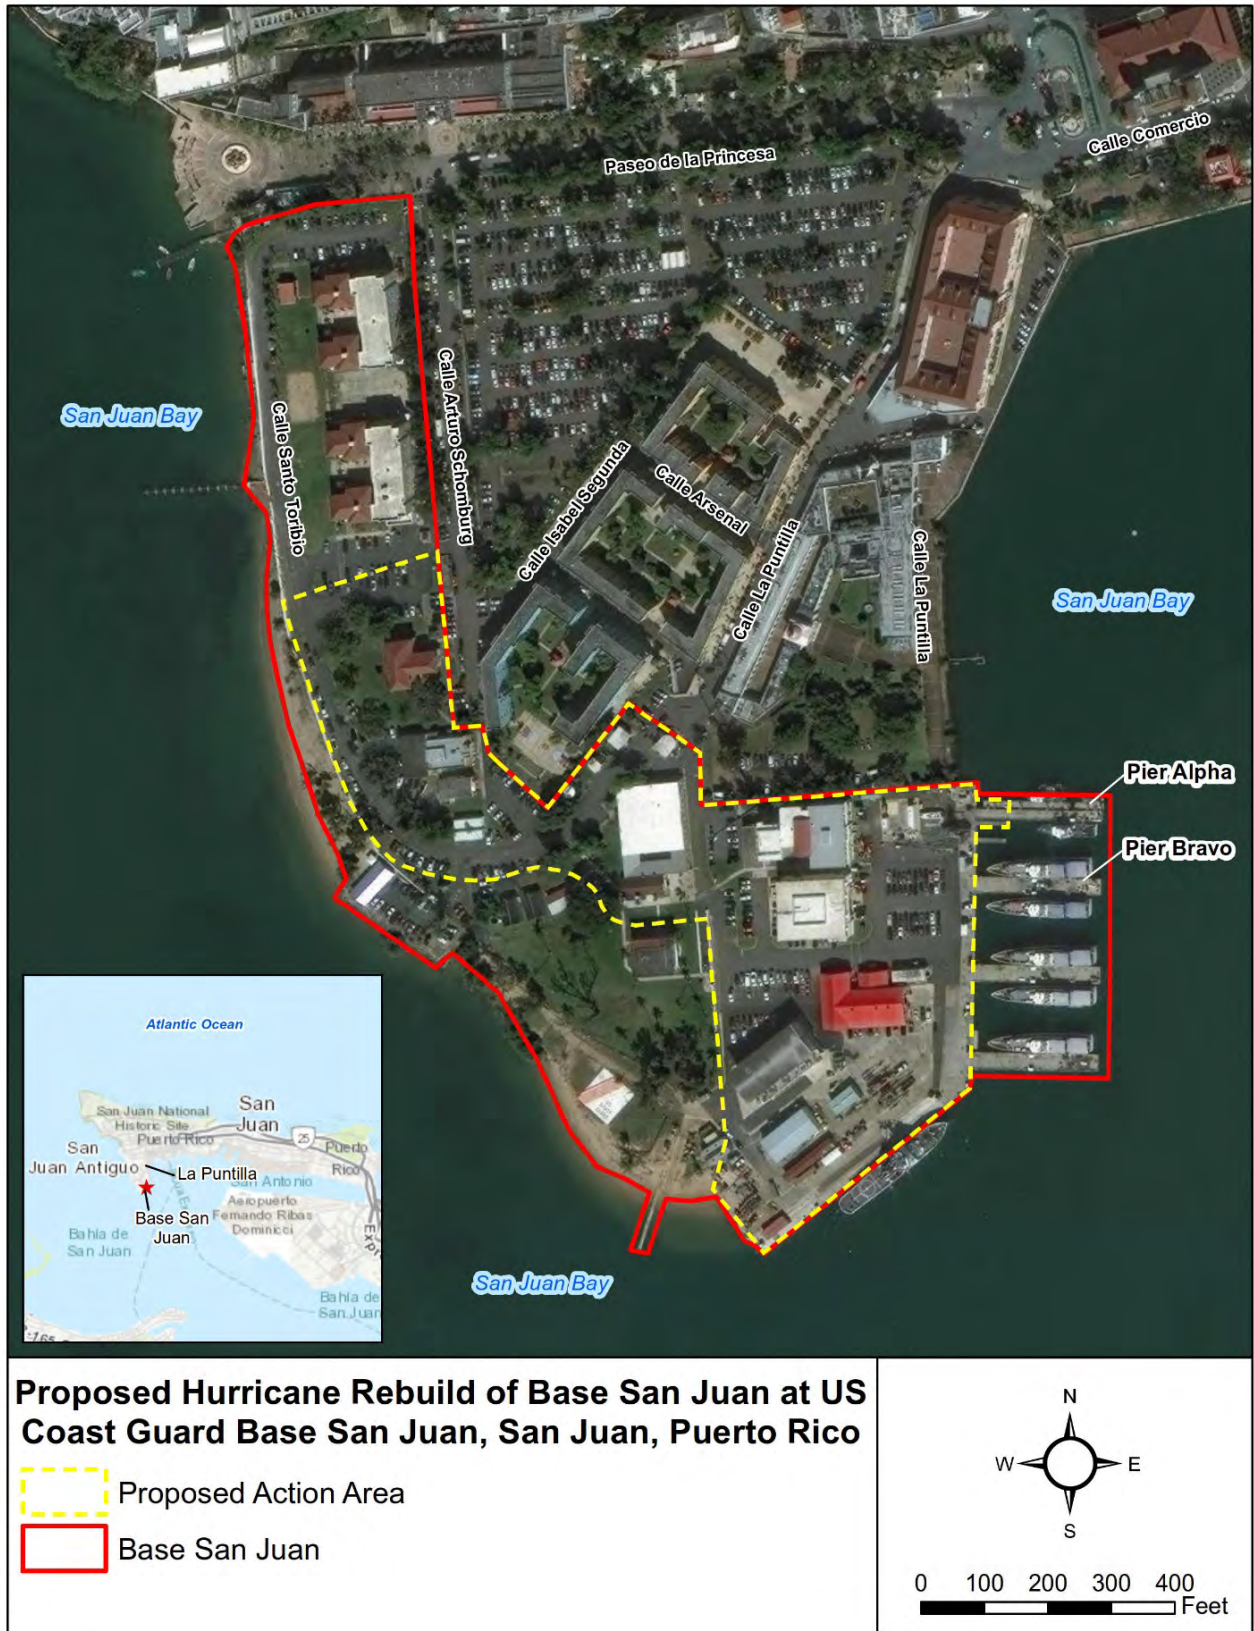 Paseo de la Princesa
Calle Comercio
San Juan Bay
Calle Santo Toribio
Calle Arturo Schomburg
Calle Isabel Segunda
Calle Arsenal
Calle La Puntilla
Calle La Puntilla
San Juan Bay
Pier Alpha
Pier Bravo
San Juan Bay
Atlantic Ocean
San Juan National
Historic Site
Puerto Rico
San
Juan
25
Puerto
Rico
San
Juan Antiguo
La Puntilla
San Antonio
Base San
Juan
Aeropuerto
Fernando Ribas
Dominicci
Bahía de
San Juan
Bahía de
San Juan
Proposed Hurricane Rebuild of Base San Juan at US
Coast Guard Base San Juan, San Juan, Puerto Rico
Proposed Action Area
Base San Juan
N
W
E
S
0 100 200 300 400
Feet